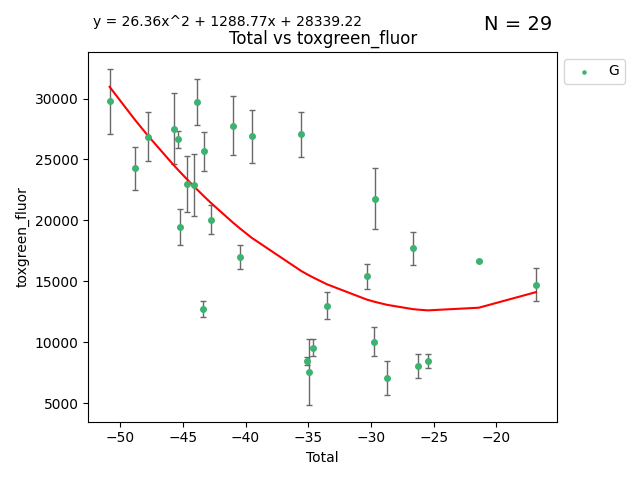 y = 26.36x^2 + 1288.77x + 28339.22
N = 29
Total vs toxgreen_fluor
G
30000
25000
20000
15000
10000
5000
toxgreen_fluor
−50
−45
−40
−35
−30
−25
−20
Total